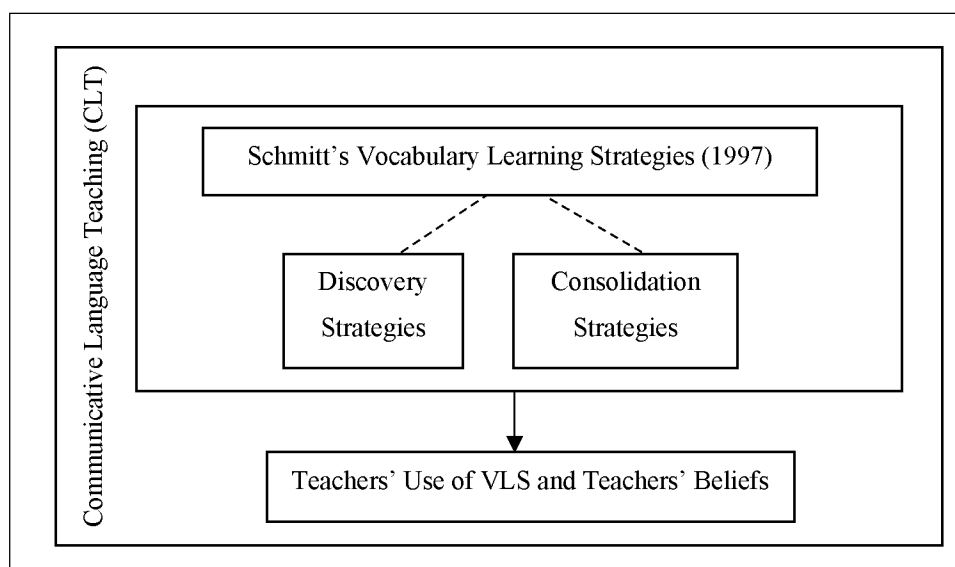 Communicative Language Teaching (CLT)
Schmitt’s Vocabulary Learning Strategies (1997)
Discovery
Strategies
Consolidation
Strategies
Teachers’ Use of VLS and Teachers’ Beliefs